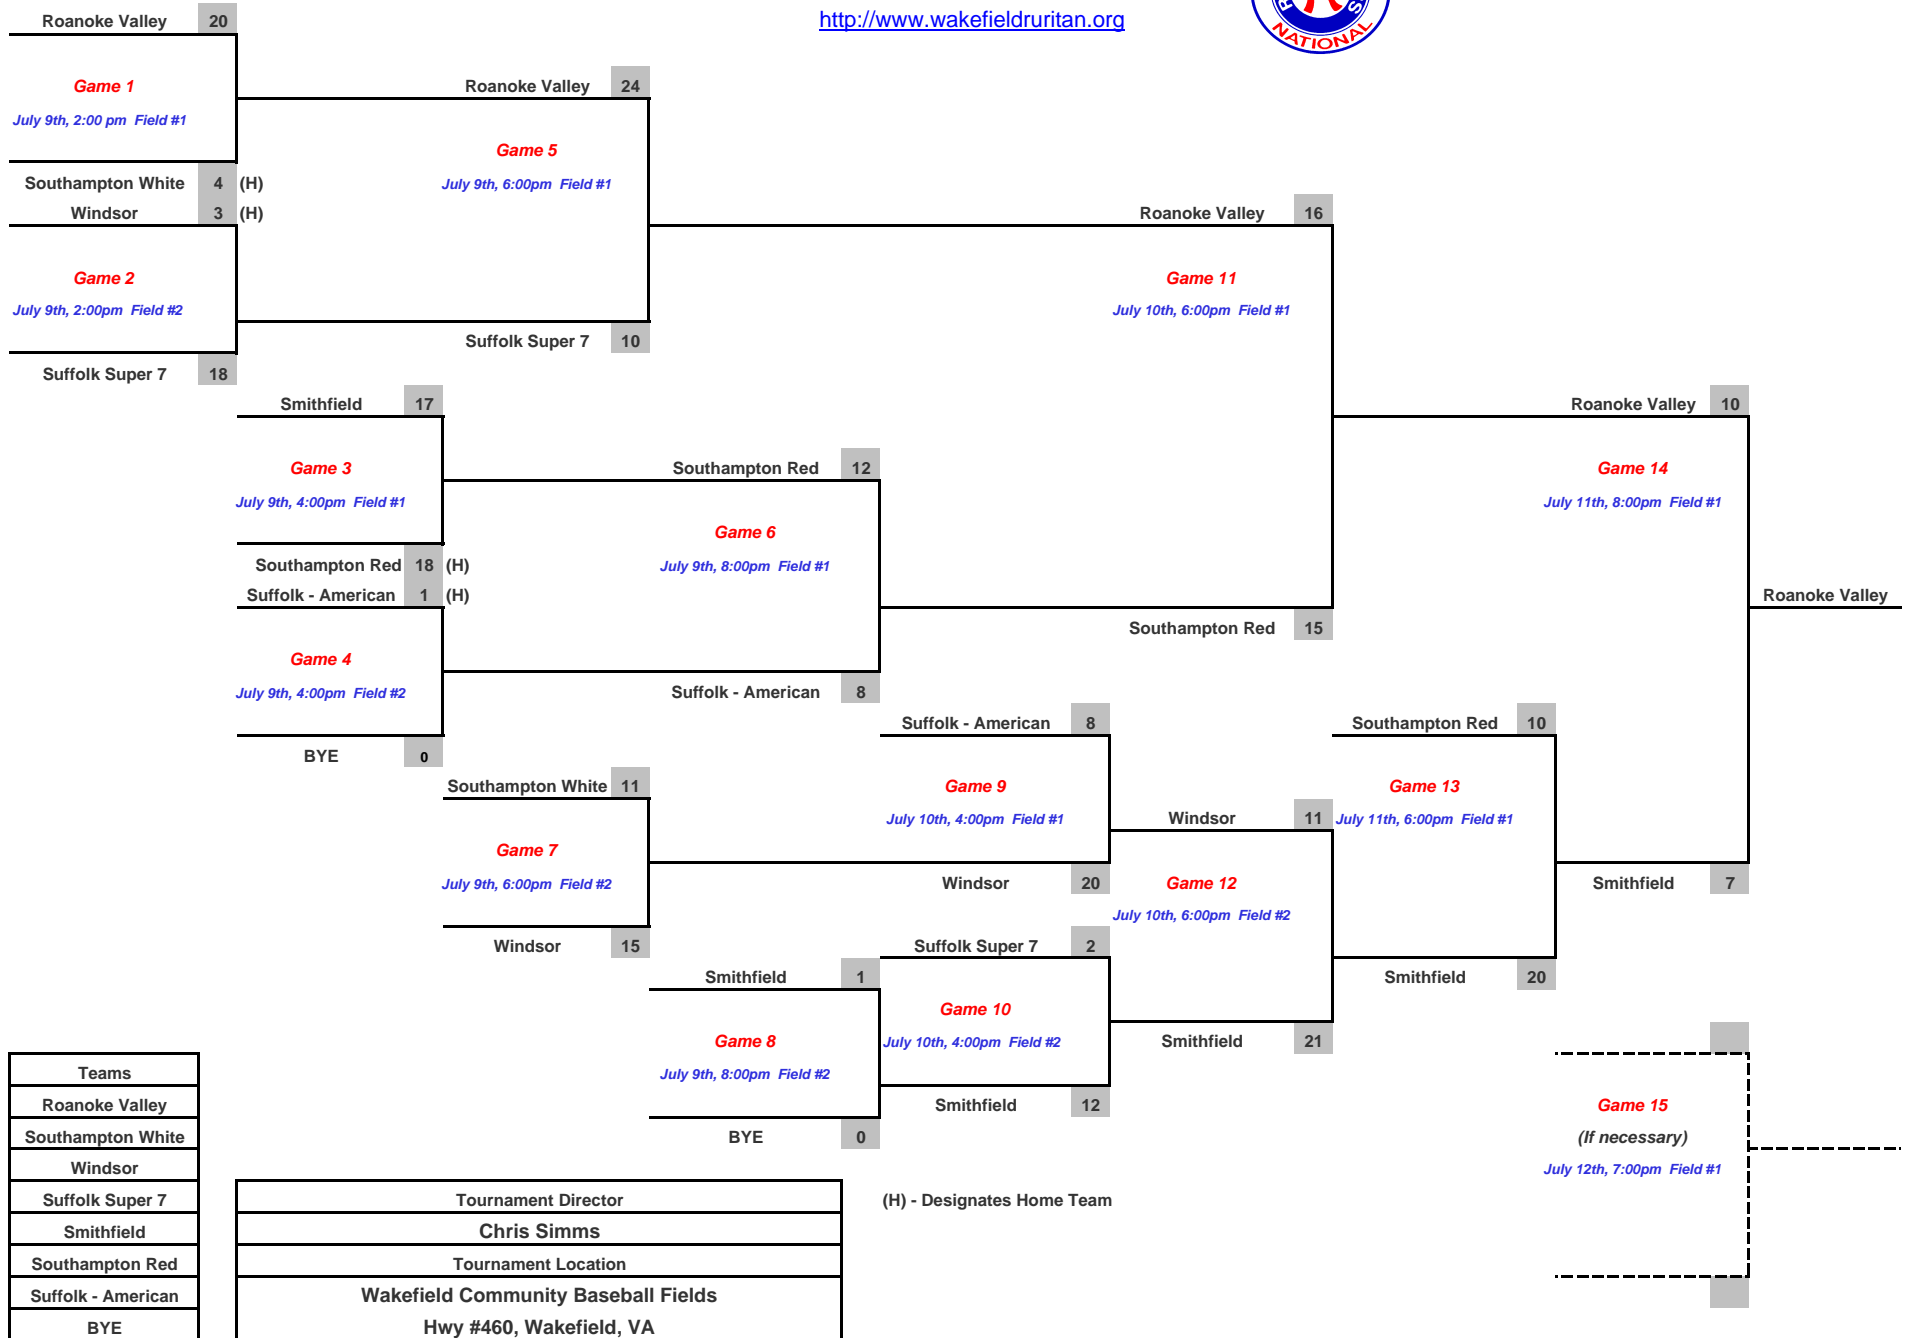 http://www.wakefieldruritan.org
NATIONAL
Roanoke Valley 20
Game 1
July 9th, 2:00 pm Field #1
Southampton White 4 (H)
Windsor 3 (H)
Game 2
July 9th, 2:00pm Field #2
Suffolk Super 7 18
Roanoke Valley 24
Game 5
July 9th, 6:00pm Field #1
Suffolk Super 7 10
Smithfield 17
Game 3
July 9th, 4:00pm Field #1
Southampton Red 18 (H)
Suffolk - American 1 (H)
Game 4
July 9th, 4:00pm Field #2
BYE 0
Southampton Red 12
Game 6
July 9th, 8:00pm Field #1
Suffolk - American 8
Roanoke Valley 16
Game 11
July 10th, 6:00pm Field #1
Southampton Red 15
Roanoke Valley 10
Game 14
July 11th, 8:00pm Field #1
Smithfield 7
Roanoke Valley
Southampton White 11
Game 7
July 9th, 6:00pm Field #2
Windsor 15
Suffolk - American 8
Game 9
July 10th, 4:00pm Field #1
Windsor 20
Smithfield 1
Game 8
July 9th, 8:00pm Field #2
BYE 0
Suffolk Super 7 2
Game 10
July 10th, 4:00pm Field #2
Smithfield 12
Windsor 11
Game 12
July 10th, 6:00pm Field #2
Smithfield 21
Southampton Red 10
Game 13
July 11th, 6:00pm Field #1
Smithfield 20
Game 15
(If necessary)
July 12th, 7:00pm Field #1
Teams
Roanoke Valley
Southampton White
Windsor
Suffolk Super 7
Smithfield
Southampton Red
Suffolk - American
BYE
Tournament Director
Chris Simms
Tournament Location
Wakefield Community Baseball Fields
Hwy #460, Wakefield, VA
(H) - Designates Home Team